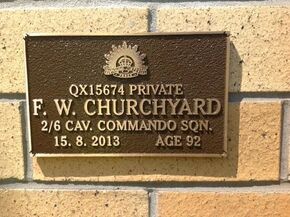 QX15674 PRIVATE
F. W. CHURCHYARD
2/6 CAV. COMMANDO SQN.
15. 8. 2013 AGE 92